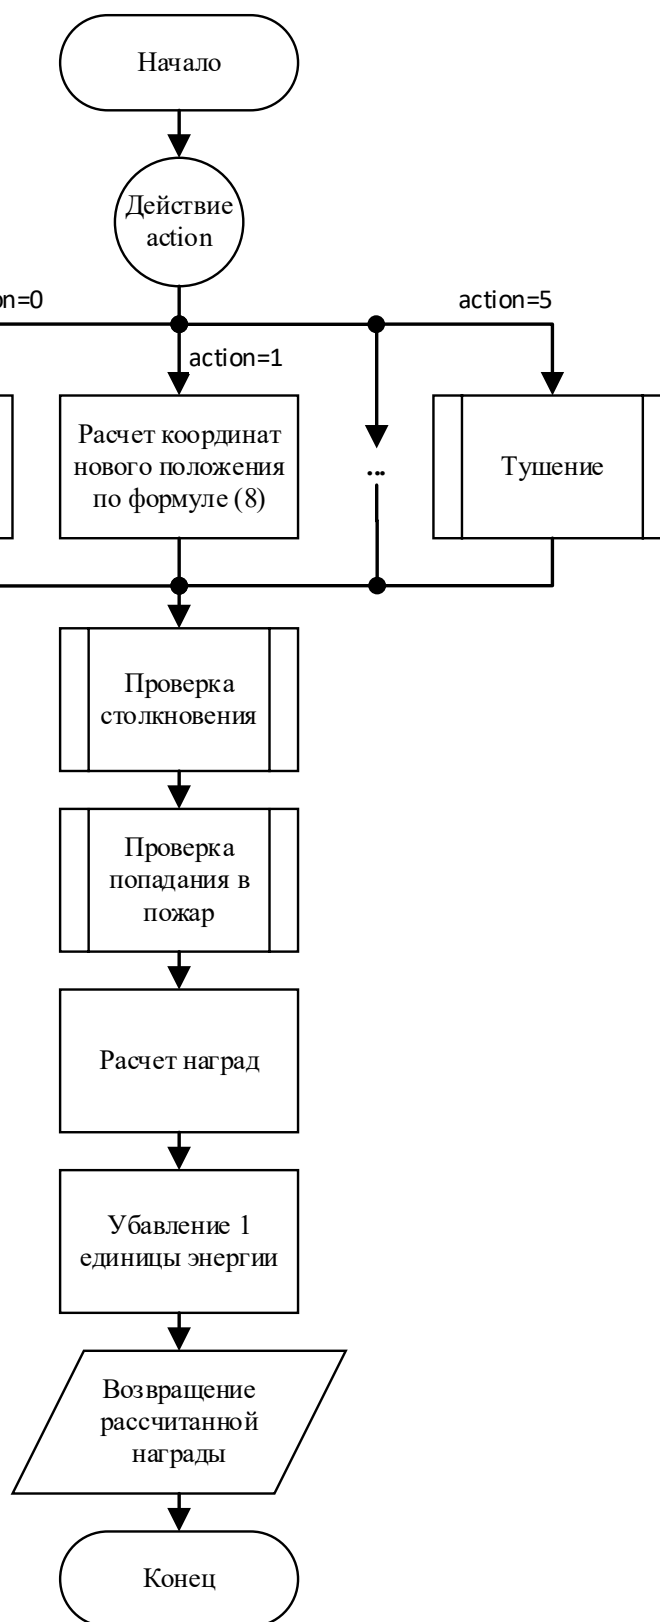 Начало
Действие
action
on=0
action=5
action=1
Расчет координат
нового положения
по формуле (8)
...
Тушение
Проверка
столкновения
Проверка
попадания в
пожар
Расчет наград
Убавление 1
единицы энергии
Возвращение
рассчитанной
награды
Конец